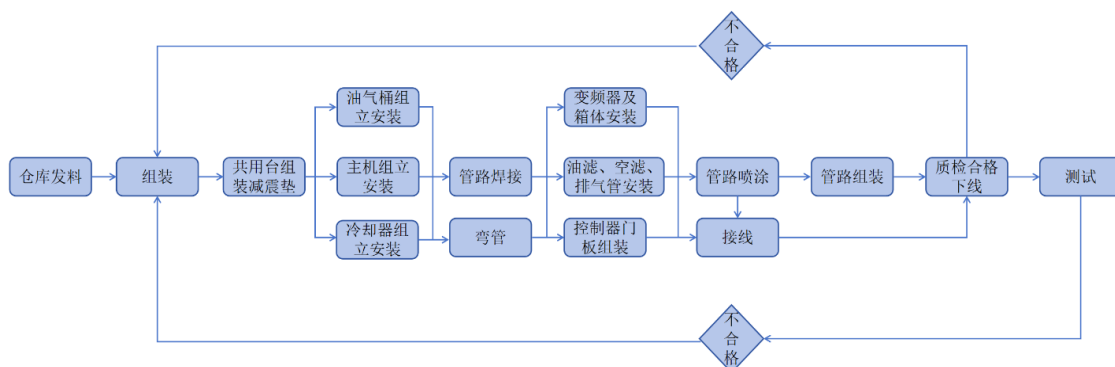 不
合
格
油气桶组
立安装
变频器及
箱体安装
仓库发料
组装
共用台组
装减震垫
主机组立
安装
管路焊接
油滤、空滤、
排气管安装
管路喷涂
管路组装
质检合格
下线
测试
冷却器组
立安装
弯管
控制器门
板组装
接线
不
合
格